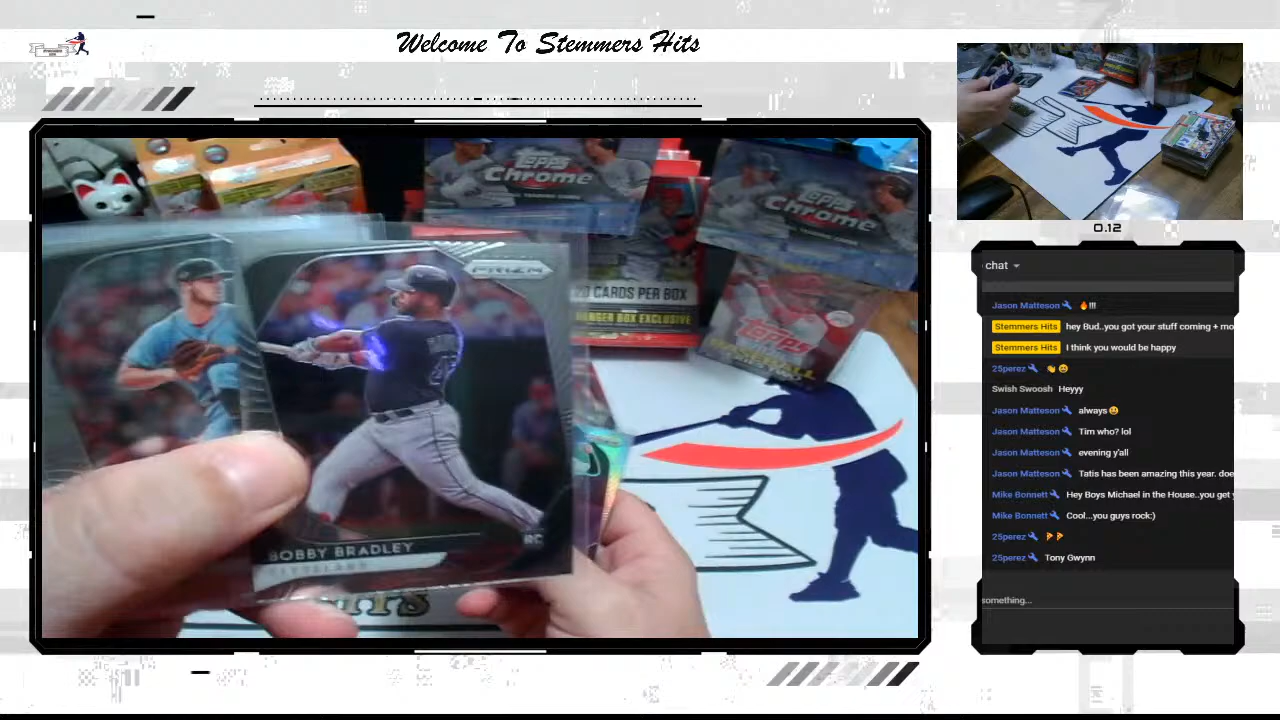 Welcome To Stemmers Hits
Topps
Chrome
TRADING CARDS
Topps
Chrome
PRIZM
CARDS PER BOX
HANGER BOX EXCLUSIVE
Topps
BOBBY BRADLEY
CLEVELAND
RC
0.12
chat
Jason Matteson 🔥!!!
Stemmers Hits hey Bud..you got your stuff coming + mo
Stemmers Hits I think you would be happy
25perez 👋 😀
Swish Swoosh Heyyy
Jason Matteson always😃
Jason Matteson Tim who? lol
Jason Matteson evening y'all
Jason Matteson Tatis has been amazing this year. doe
Mike Bonnett Hey Boys Michael in the House..you get y
Mike Bonnett Cool...you guys rock:)
25perez 🍕 🍕
25perez Tony Gwynn
something...